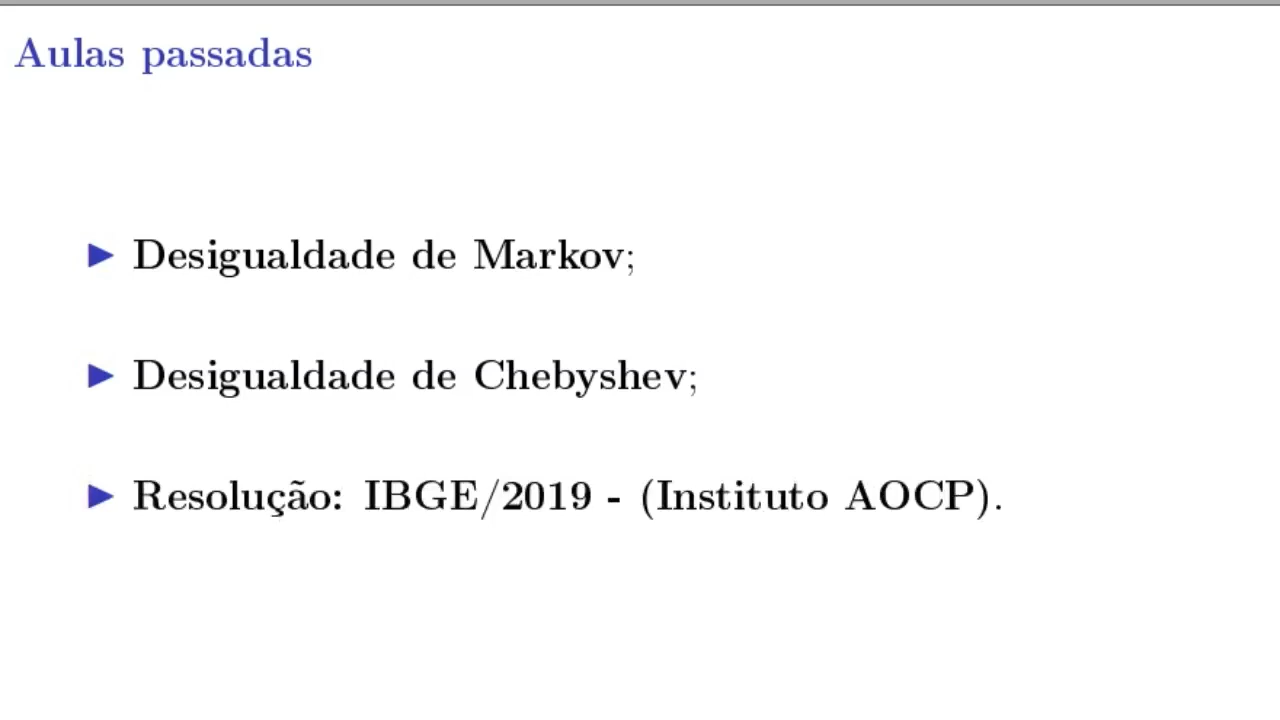 Aulas passadas
Desigualdade de Markov;
Desigualdade de Chebyshev;
Resolução: IBGE/2019 - (Instituto AOCP).